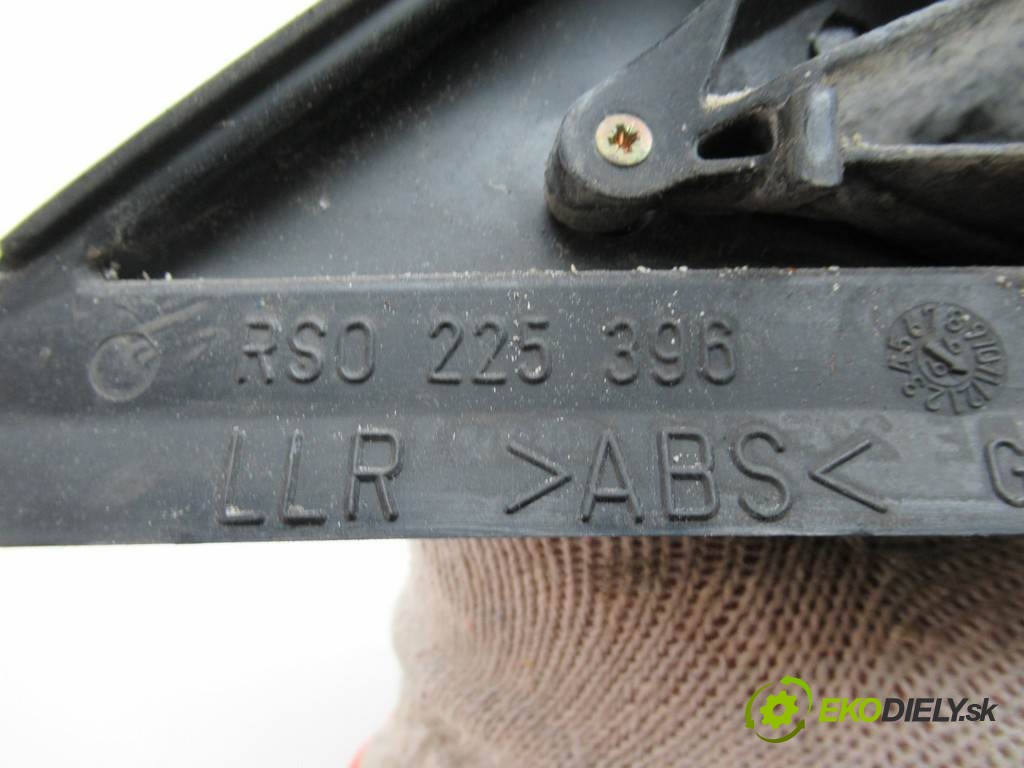 RSO 225 396
LLR >ABS<
EKODIELY.sk